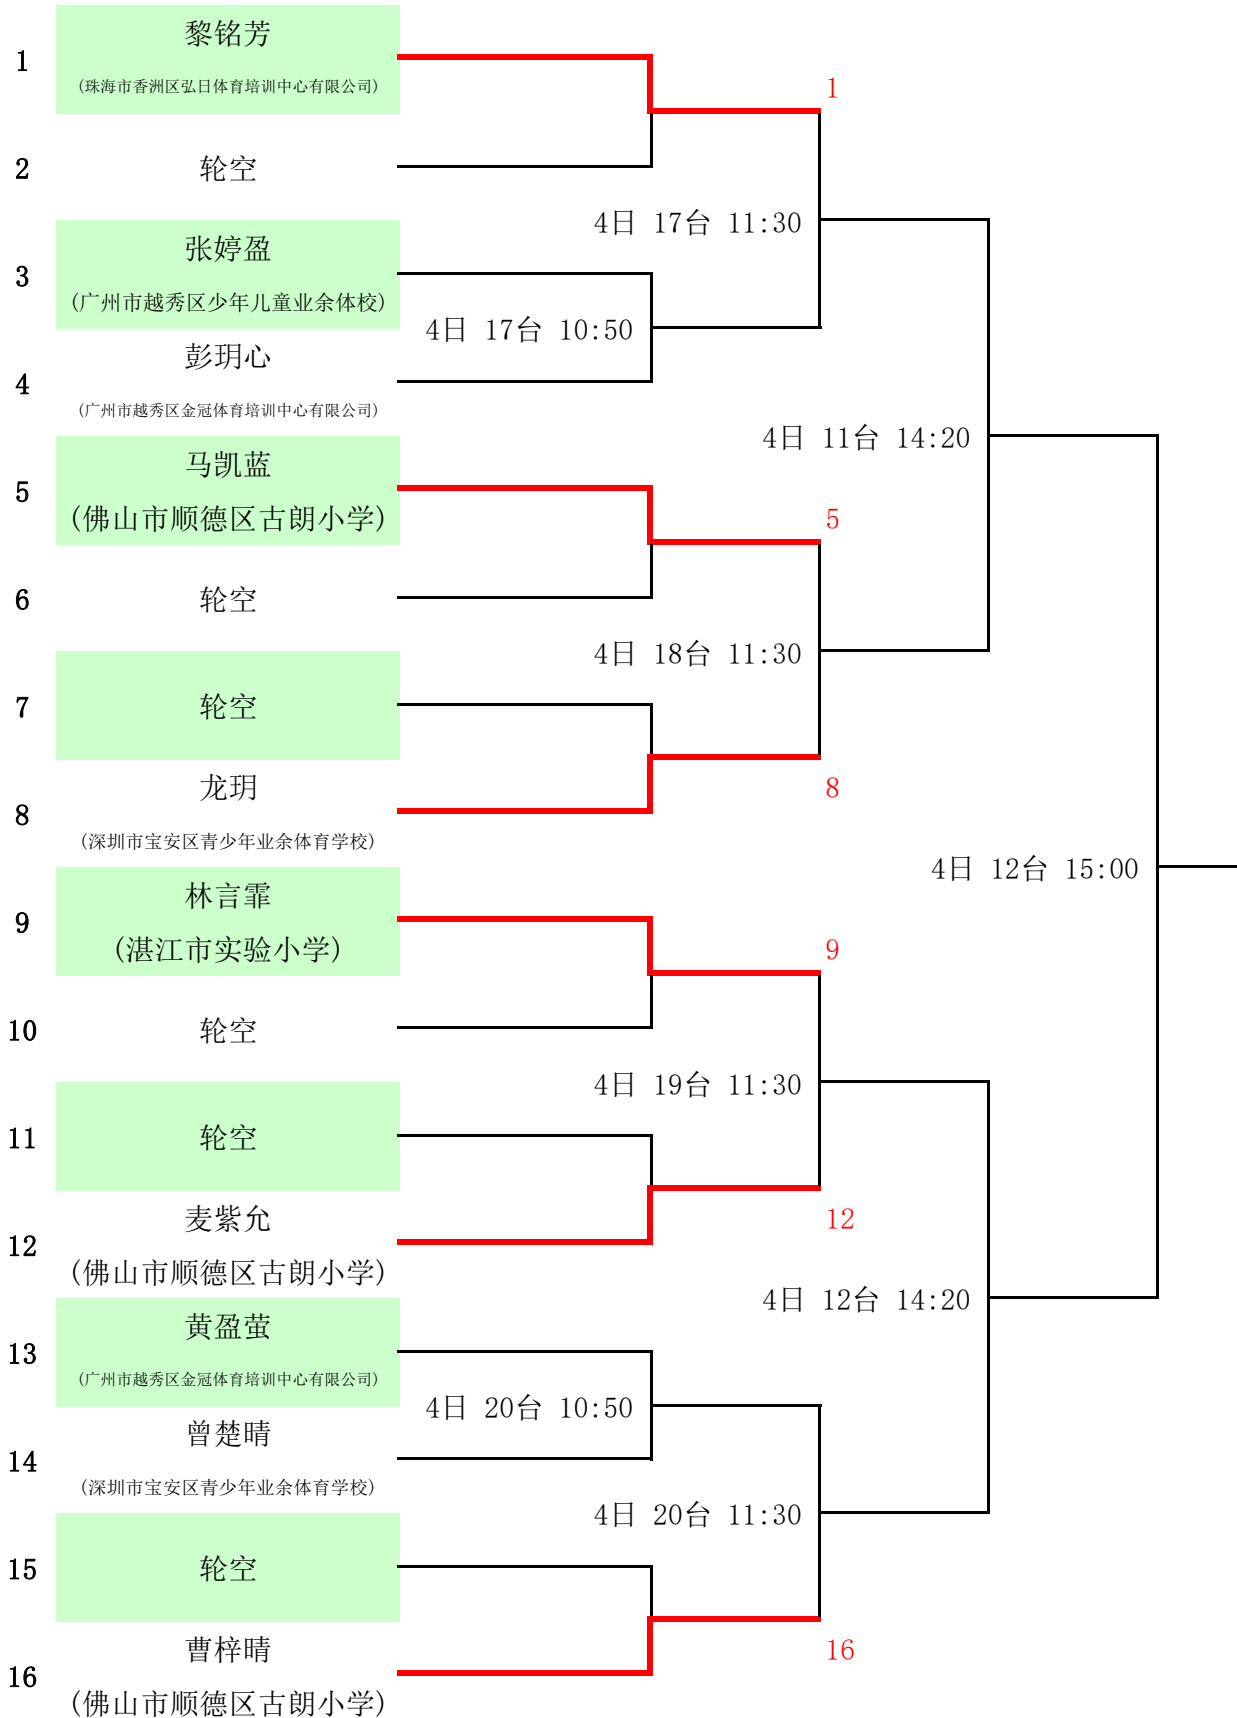 黎铭芳
1
(珠海市香洲区弘日体育培训中心有限公司)
1
2
轮空
4日 17台 11:30
张婷盈
3
(广州市越秀区少年儿童业余体校)
4日 17台 10:50
彭玥心
4
(广州市越秀区金冠体育培训中心有限公司)
4日 11台 14:20
马凯蓝
5
(佛山市顺德区古朗小学)
5
6
轮空
4日 18台 11:30
7
轮空
龙玥
8
8
(深圳市宝安区青少年业余体育学校)
4日 12台 15:00
林言霏
9
(湛江市实验小学)
9
10
轮空
4日 19台 11:30
11
轮空
麦紫允
12
12
(佛山市顺德区古朗小学)
4日 12台 14:20
黄盈萤
13
(广州市越秀区金冠体育培训中心有限公司)
4日 20台 10:50
曾楚晴
14
(深圳市宝安区青少年业余体育学校)
4日 20台 11:30
15
轮空
曹梓晴
16
16
(佛山市顺德区古朗小学)